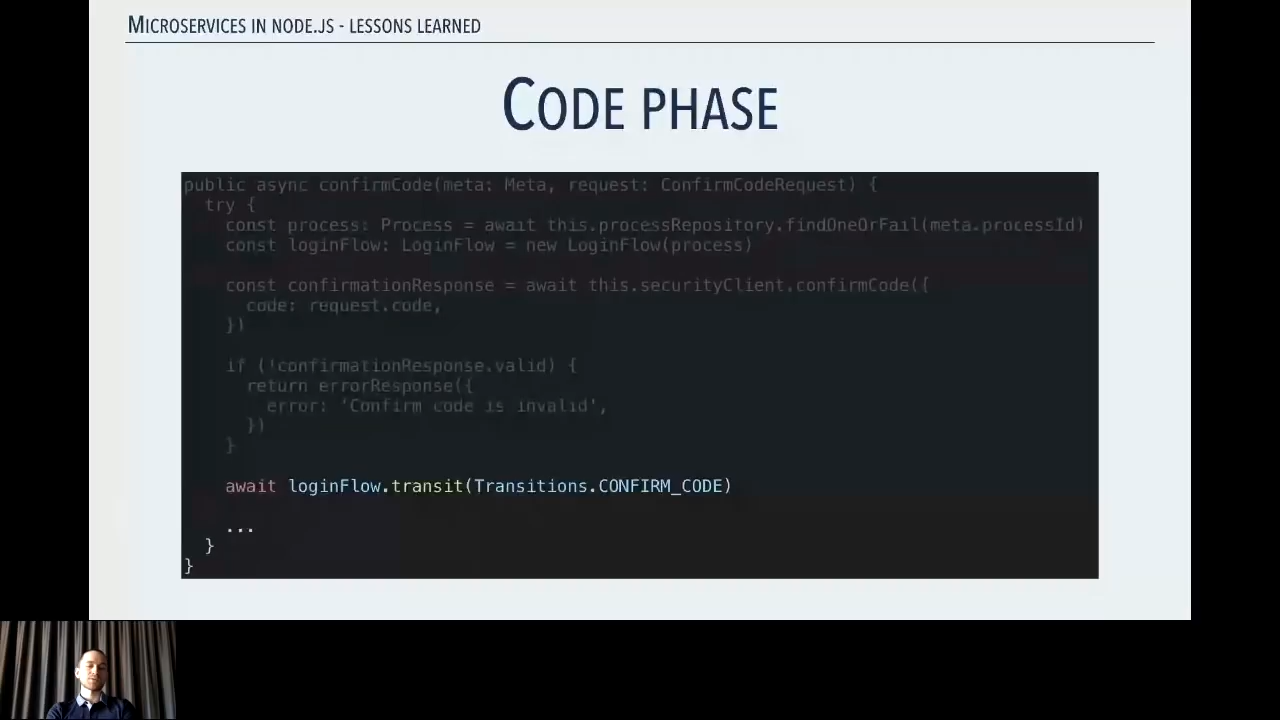 MICROSERVICES IN NODE.JS - LESSONS LEARNED
CODE PHASE
public async confirmCode(meta: Meta, request: ConfirmCodeRequest) {
  try {
    const process: Process = await this.processRepository.findOneOrFail(meta.processId)
    const loginFlow: LoginFlow = new LoginFlow(process)
    const confirmationResponse = await this.securityClient.confirmCode({
      code: request.code,
    })
    if (!confirmationResponse.valid) {
      return errorResponse({
        error: 'Confirm code is invalid',
      })
    }
    await loginFlow.transit(Transitions.CONFIRM_CODE)
    ...
  }
}